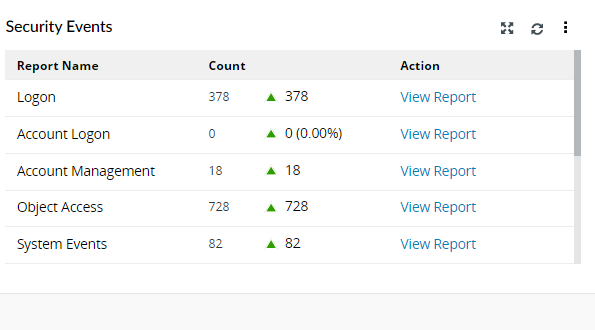 Security Events
Report Name Count Action
Logon 378 378 View Report
Account Logon 0 0 (0.00%) View Report
Account Management 18 18 View Report
Object Access 728 728 View Report
System Events 82 82 View Report